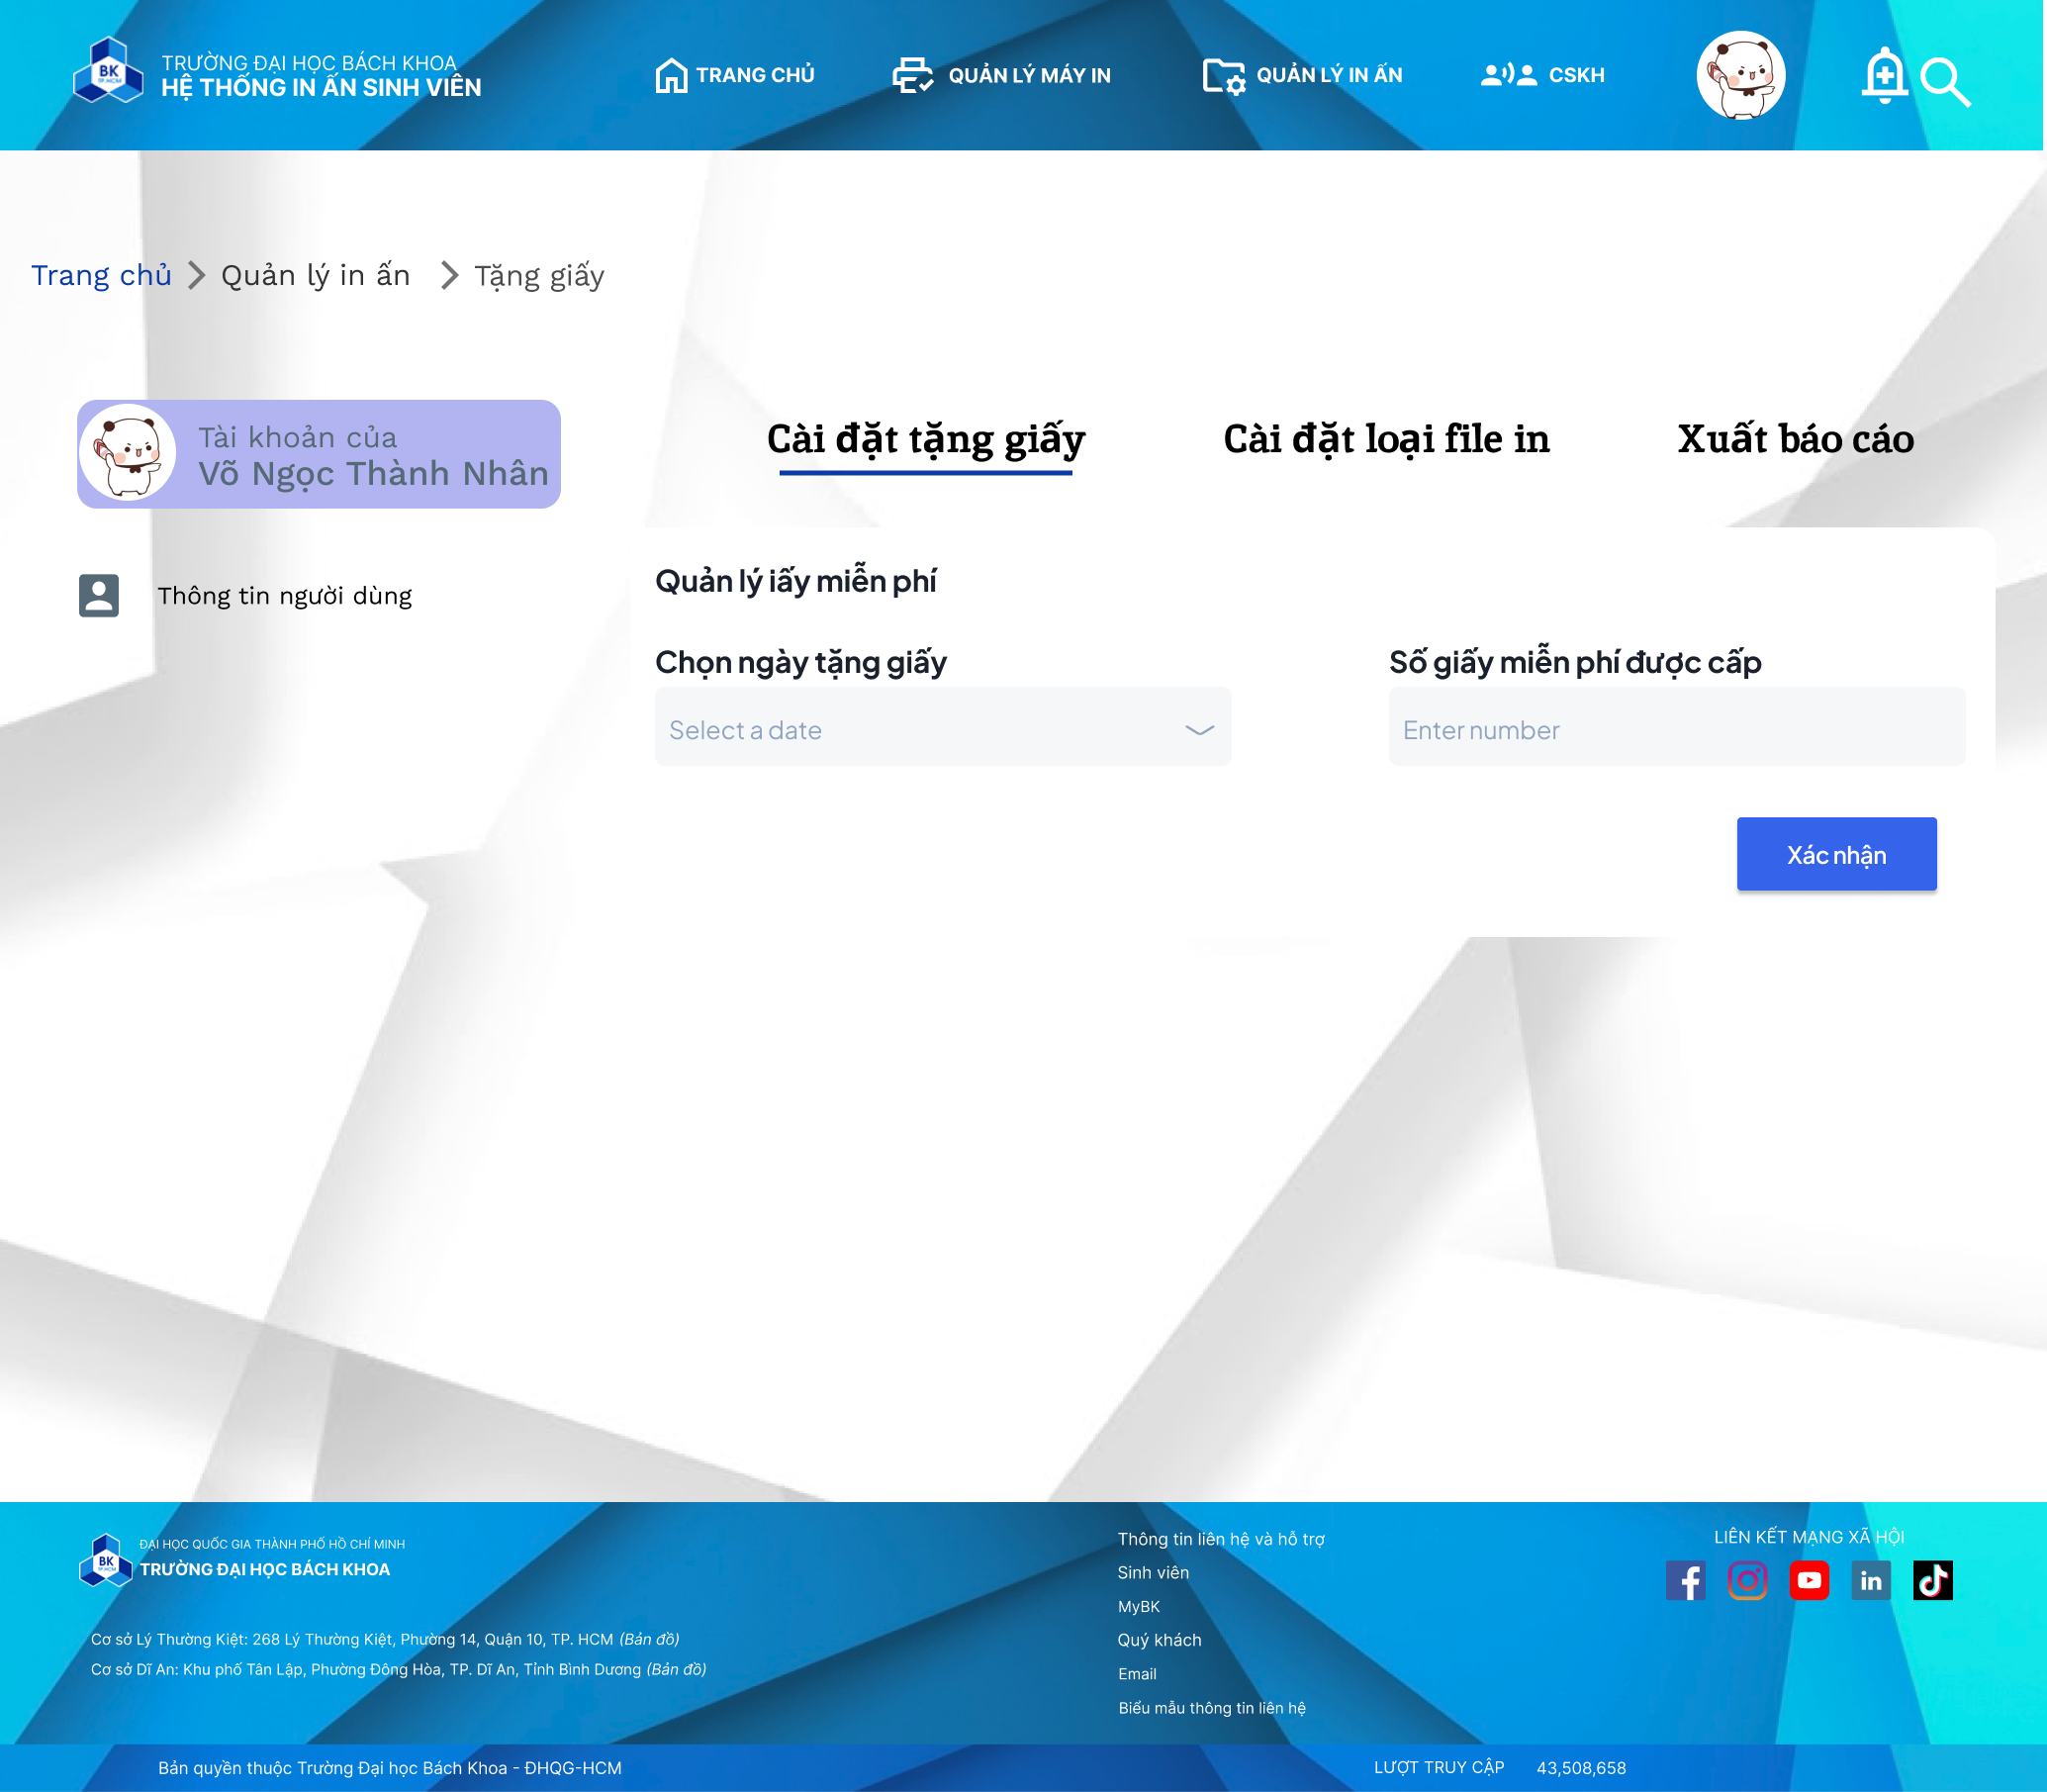 BK
TP.HCM
TRƯỜNG ĐẠI HỌC BÁCH KHOA
HỆ THỐNG IN ẤN SINH VIÊN
TRANG CHỦ
QUẢN LÝ MÁY IN
QUẢN LÝ IN ẤN
CSKH
Trang chủ
Quản lý in ấn
Tặng giấy
Tài khoản của
Võ Ngọc Thành Nhân
Thông tin người dùng
Cài đặt tặng giấy
Cài đặt loại file in
Xuất báo cáo
Quản lý iấy miễn phí
Chọn ngày tặng giấy
Select a date
Số giấy miễn phí được cấp
Enter number
Xác nhận
BK
TP.HCM
ĐẠI HỌC QUỐC GIA THÀNH PHỐ HỒ CHÍ MINH
TRƯỜNG ĐẠI HỌC BÁCH KHOA
Cơ sở Lý Thường Kiệt: 268 Lý Thường Kiệt, Phường 14, Quận 10, TP. HCM (Bản đồ)
Cơ sở Dĩ An: Khu phố Tân Lập, Phường Đông Hòa, TP. Dĩ An, Tỉnh Bình Dương (Bản đồ)
Thông tin liên hệ và hỗ trợ
Sinh viên
MyBK
Quý khách
Email
Biểu mẫu thông tin liên hệ
LIÊN KẾT MẠNG XÃ HỘI
Bản quyền thuộc Trường Đại học Bách Khoa - ĐHQG-HCM
LƯỢT TRUY CẬP
43,508,658